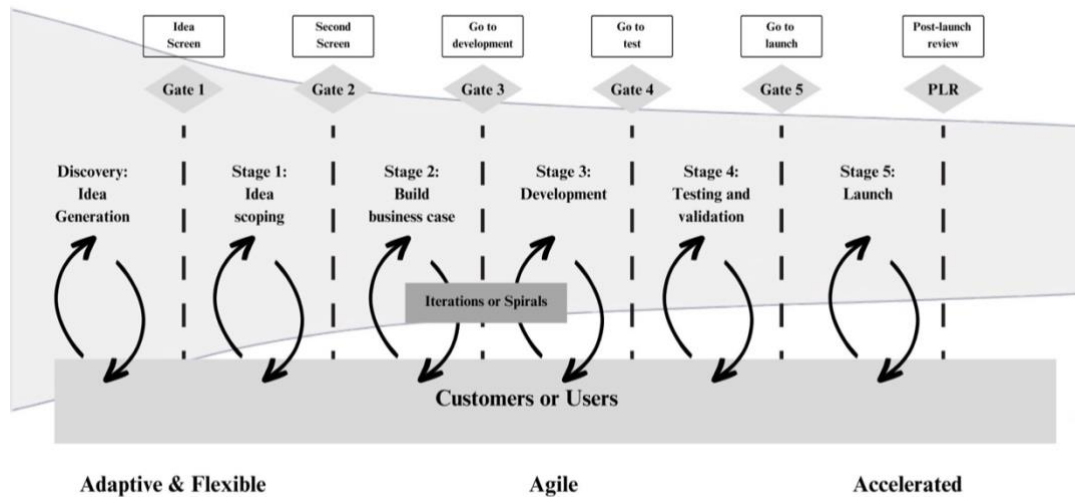 Idea
Screen
Second
Screen
Go to
development
Go to
test
Go to
launch
Post-launch
review
Gate 1
Gate 2
Gate 3
Gate 4
Gate 5
PLR
Discovery:
Idea
Generation
Stage 1:
Idea
scoping
Stage 2:
Build
business case
Stage 3:
Development
Stage 4:
Testing and
validation
Stage 5:
Launch
Iterations or Spirals
Customers or Users
Adaptive & Flexible
Agile
Accelerated